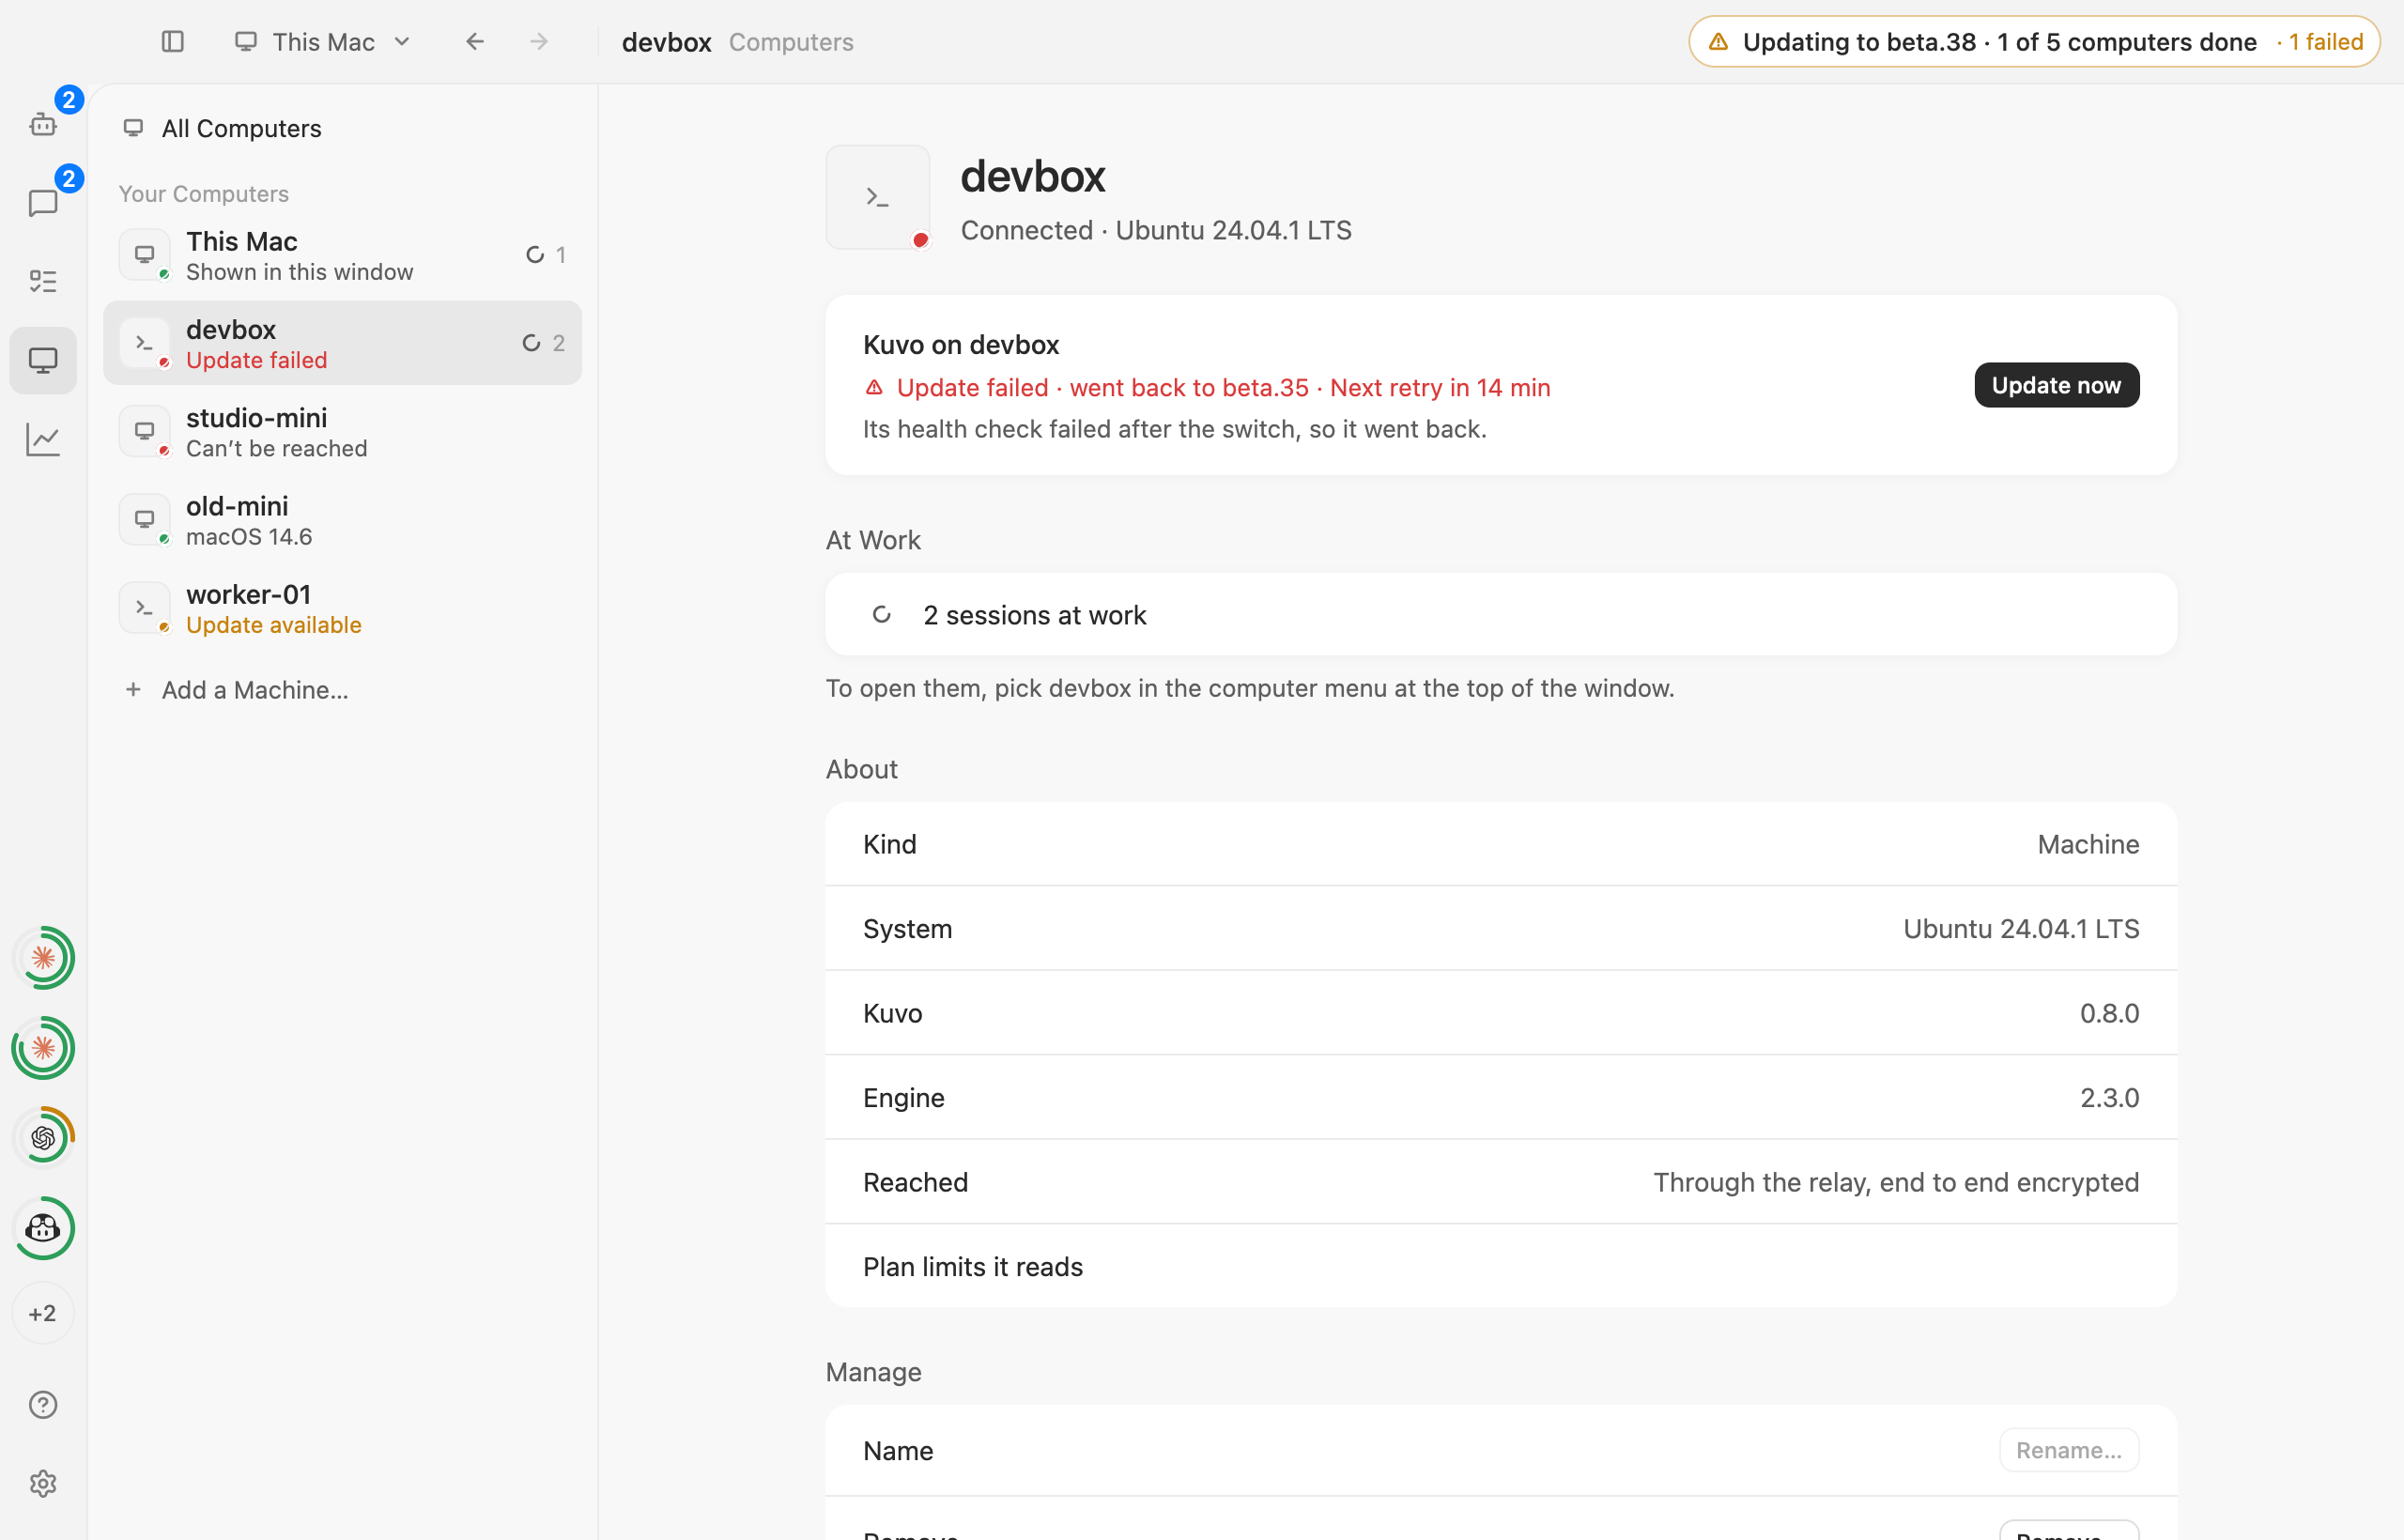 This Mac
devbox Computers
Updating to beta.38 · 1 of 5 computers done · 1 failed
2
2
+2
All Computers
Your Computers
This Mac
Shown in this window
1
devbox
Update failed
2
studio-mini
Can’t be reached
old-mini
macOS 14.6
worker-01
Update available
+ Add a Machine...
devbox
Connected · Ubuntu 24.04.1 LTS
Kuvo on devbox
Update failed · went back to beta.35 · Next retry in 14 min
Its health check failed after the switch, so it went back.
Update now
At Work
2 sessions at work
To open them, pick devbox in the computer menu at the top of the window.
About
Kind Machine
System Ubuntu 24.04.1 LTS
Kuvo 0.8.0
Engine 2.3.0
Reached Through the relay, end to end encrypted
Plan limits it reads
Manage
Name Rename...